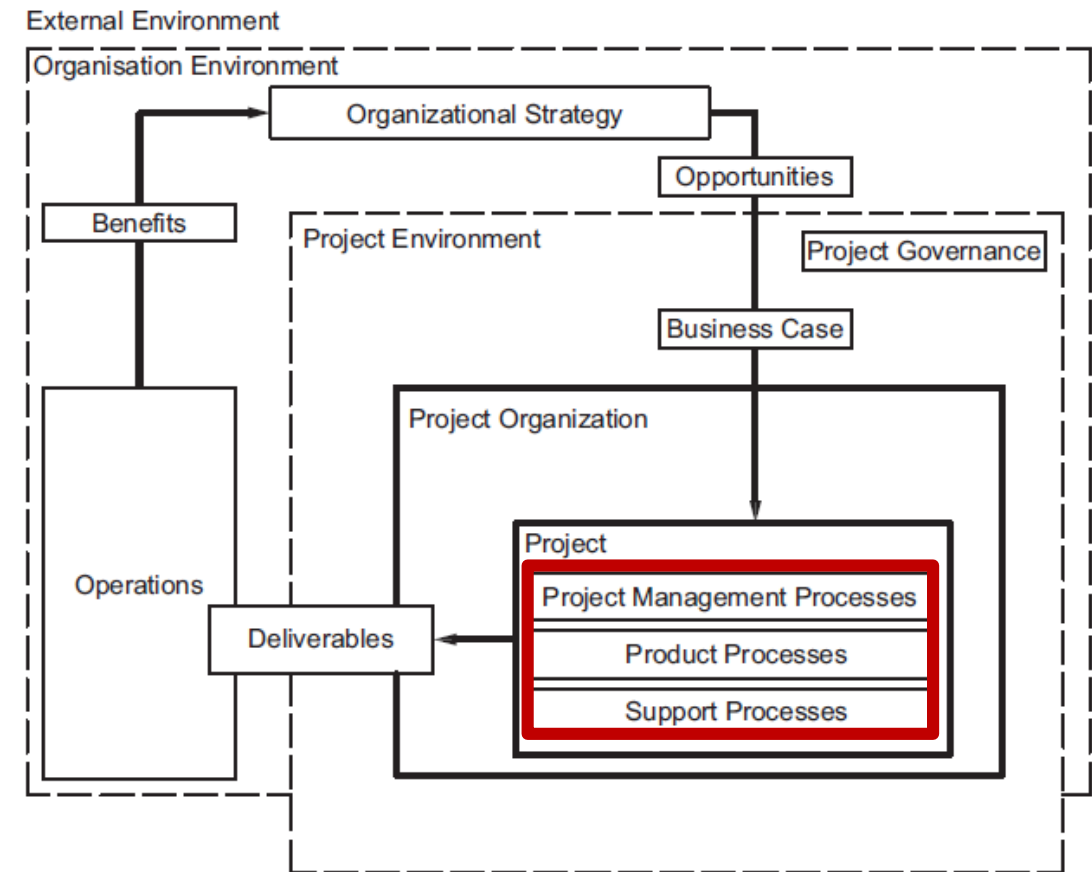 External Environment
Organisation Environment
Organizational Strategy
Opportunities
Benefits
Project Environment
Project Governance
Business Case
Project Organization
Project
Operations
Project Management Processes
Deliverables
Product Processes
Support Processes